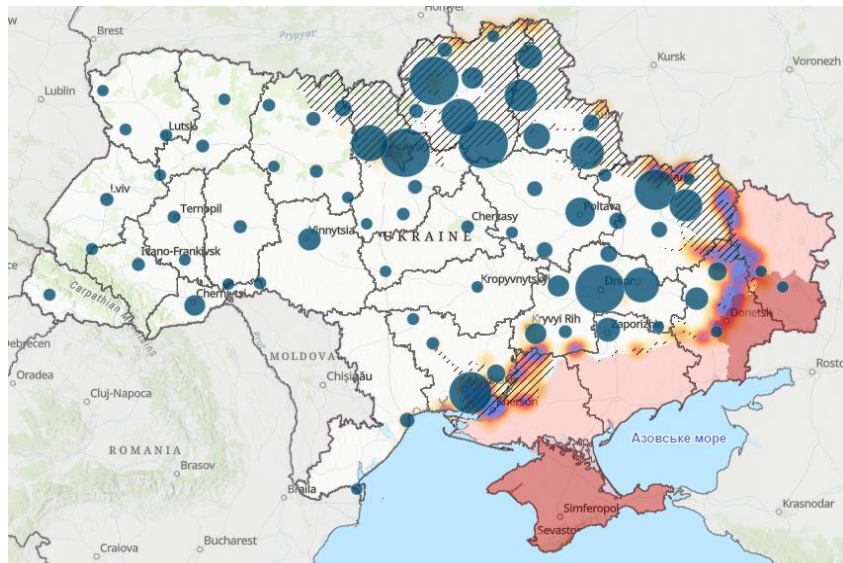 Homyel'
Brest
Prypyat'
Kursk
Voronezh
Lublin
Lutsk
Lviv
Ternopil
Poltava
Vinnytsia
Cherkasy
UKRAINE
Ivano-Frankivsk
Kropyvnytskyi
Dnipro
Carpathian Mountains
Chernivtsi
Donetsk
Kryvyi Rih
Zaporizhia
MOLDOVA
Debrecen
Chișinău
Rosto
Oradea
Cluj-Napoca
Kherson
Азовське море
ROMANIA
Brasov
Braila
Krasnodar
Simferopol
Sevastop
Craiova
Bucharest